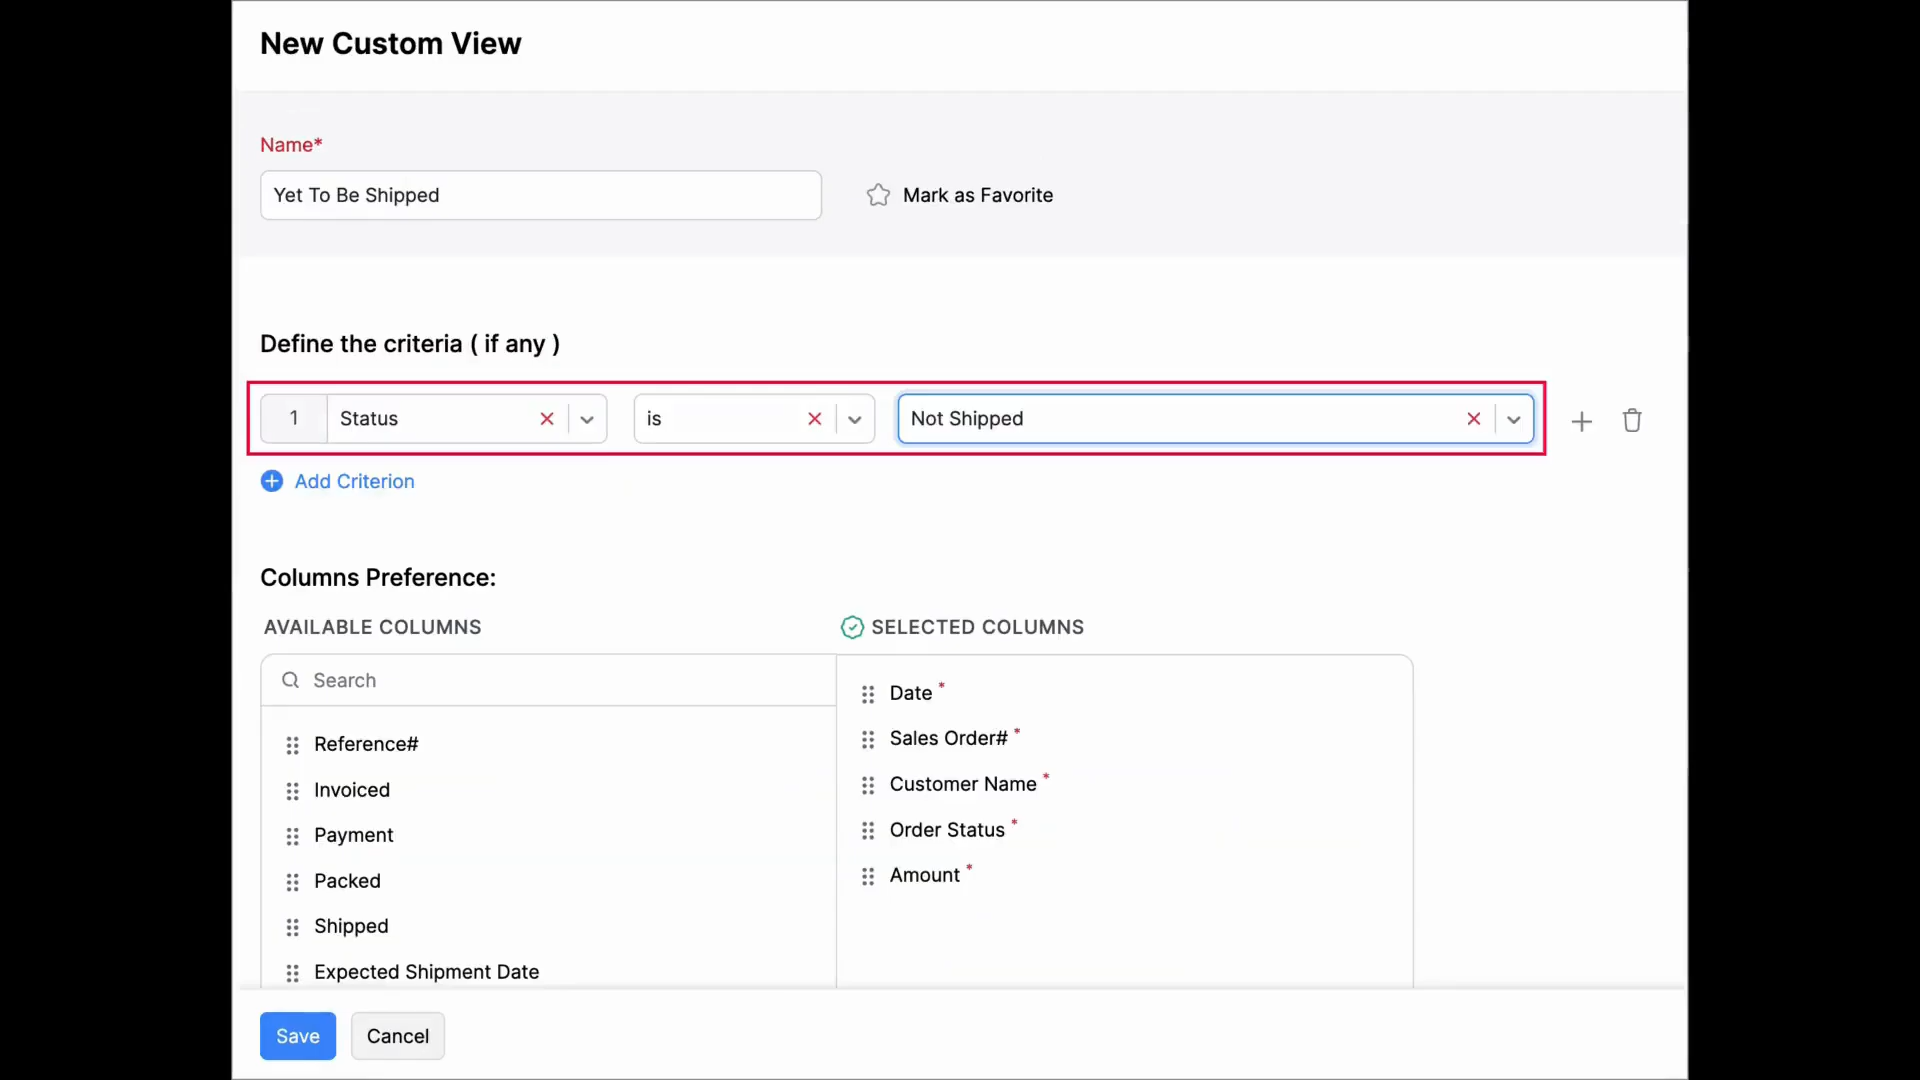 New Custom View
Name*
Yet To Be Shipped
Mark as Favorite
Define the criteria ( if any )
1 Status is Not Shipped
Add Criterion
Columns Preference:
AVAILABLE COLUMNS
SELECTED COLUMNS
Search
Reference#
Invoiced
Payment
Packed
Shipped
Expected Shipment Date
Date *
Sales Order# *
Customer Name *
Order Status *
Amount *
Save
Cancel